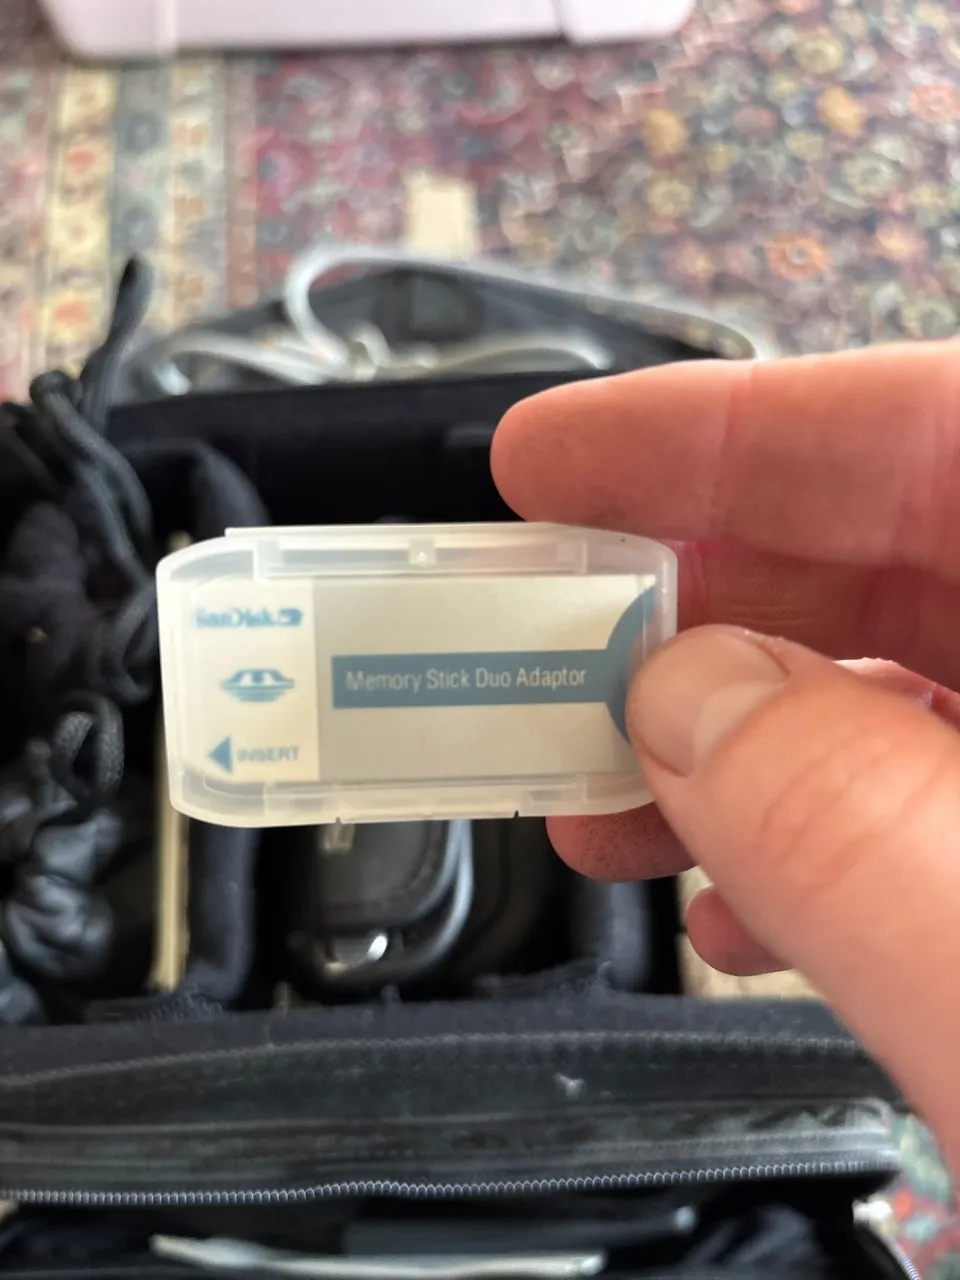 SanDisk
Memory Stick Duo Adaptor
INSERT